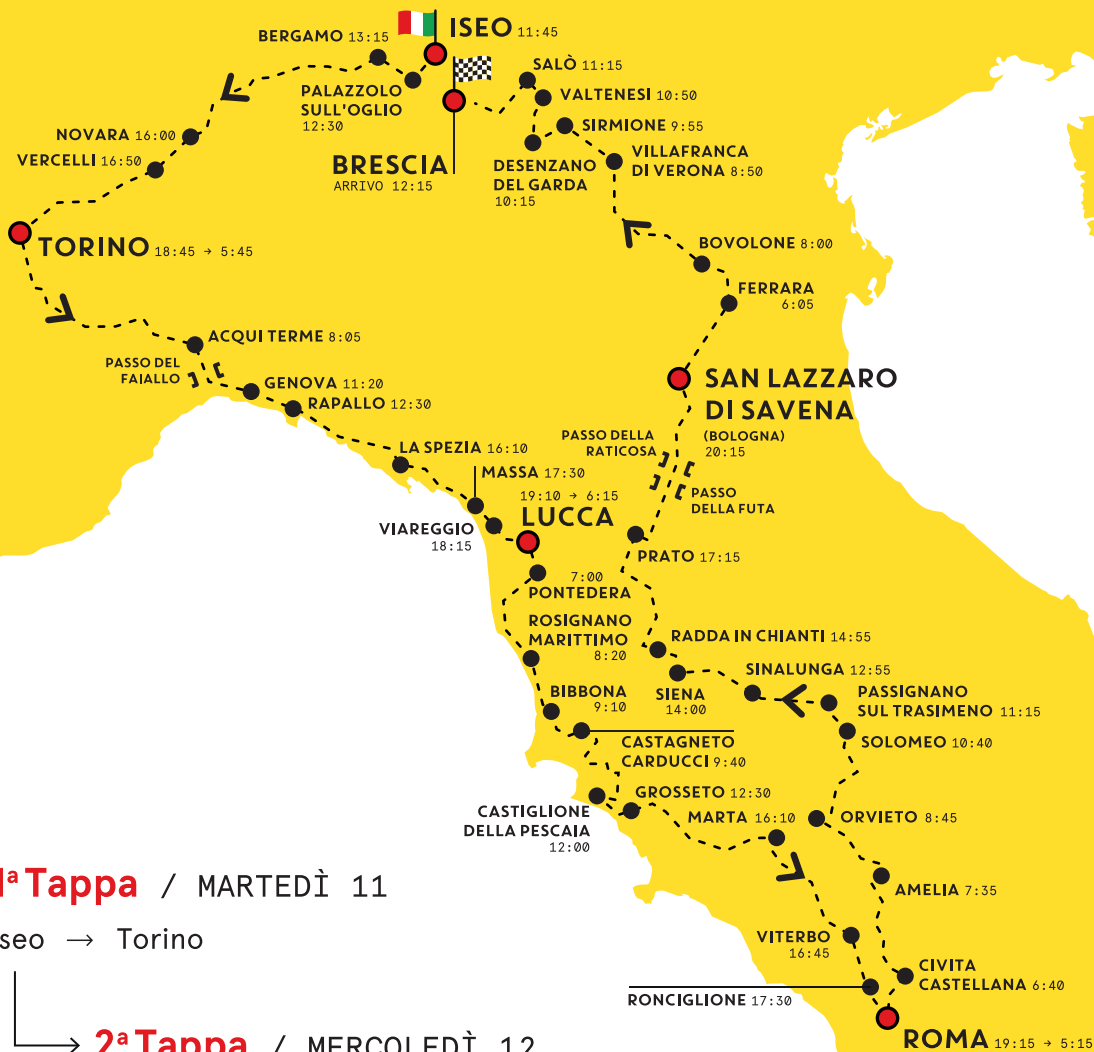 ISEO 11:45
BERGAMO 13:15
PALAZZOLO
SULL'OGLIO
12:30
SALÒ 11:15
VALTENESI 10:50
SIRMIONE 9:55
NOVARA 16:00
VERCELLI 16:50
BRESCIA
ARRIVO 12:15
DESENZANO
DEL GARDA
10:15
VILLAFRANCA
DI VERONA 8:50
TORINO 18:45 → 5:45
BOVOLONE 8:00
FERRARA
6:05
ACQUI TERME 8:05
PASSO DEL
FAIALLO
GENOVA 11:20
RAPALLO 12:30
SAN LAZZARO
DI SAVENA
(BOLOGNA)
20:15
PASSO DELLA
RATICOSA
PASSO
DELLA FUTA
LA SPEZIA 16:10
MASSA 17:30
19:10 → 6:15
LUCCA
VIAREGGIO
18:15
PRATO 17:15
7:00
PONTEDERA
ROSIGNANO
MARITTIMO
8:20
RADDA IN CHIANTI 14:55
SINALUNGA 12:55
BIBBONA
9:10
SIENA
14:00
PASSIGNANO
SUL TRASIMENO 11:15
SOLOMEO 10:40
CASTAGNETO
CARDUCCI 9:40
GROSSETO 12:30
CASTIGLIONE
DELLA PESCAIA
12:00
MARTA 16:10
ORVIETO 8:45
AMELIA 7:35
VITERBO
16:45
CIVITA
CASTELLANA 6:40
RONCIGLIONE 17:30
ROMA 19:15 → 5:15
1ª Tappa / MARTEDÌ 11
seo → Torino
2ª Tappa / MERCOLEDÌ 12